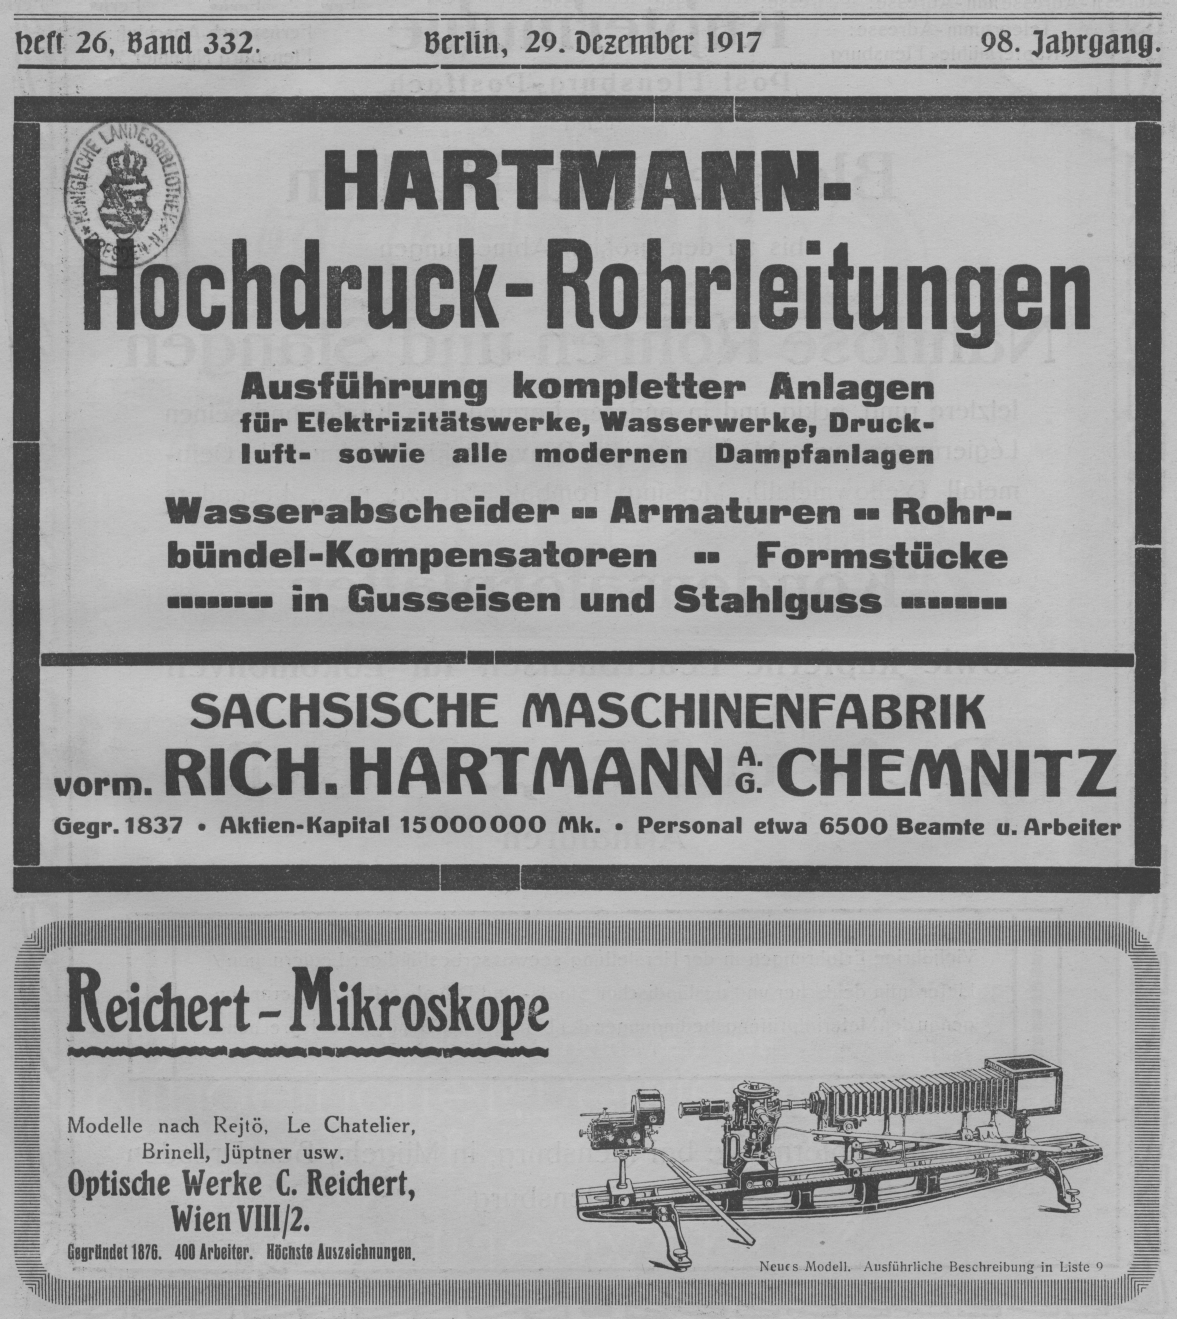 Heft 26, Band 332.
Berlin, 29. Dezember 1917
98. Jahrgang.
KÖNIGLICHE LANDESBIBLIOTHEK
DRESDEN-N
HARTMANN-
Hochdruck-Rohrleitungen
Ausführung kompletter Anlagen
für Elektrizitätswerke, Wasserwerke, Druck-
luft- sowie alle modernen Dampfanlagen
Wasserabscheider -- Armaturen -- Rohr-
bündel-Kompensatoren -- Formstücke
in Gusseisen und Stahlguss
SACHSISCHE MASCHINENFABRIK
vorm. RICH. HARTMANN A. G. CHEMNITZ
Gegr. 1837 • Aktien-Kapital 15000000 Mk. • Personal etwa 6500 Beamte u. Arbeiter
Reichert-Mikroskope
Modelle nach Rejtö, Le Chatelier,
Brinell, Jüptner usw.
Optische Werke C. Reichert,
Wien VIII/2.
Gegründet 1876. 400 Arbeiter. Höchste Auszeichnungen.
Neues Modell. Ausführliche Beschreibung in Liste 9